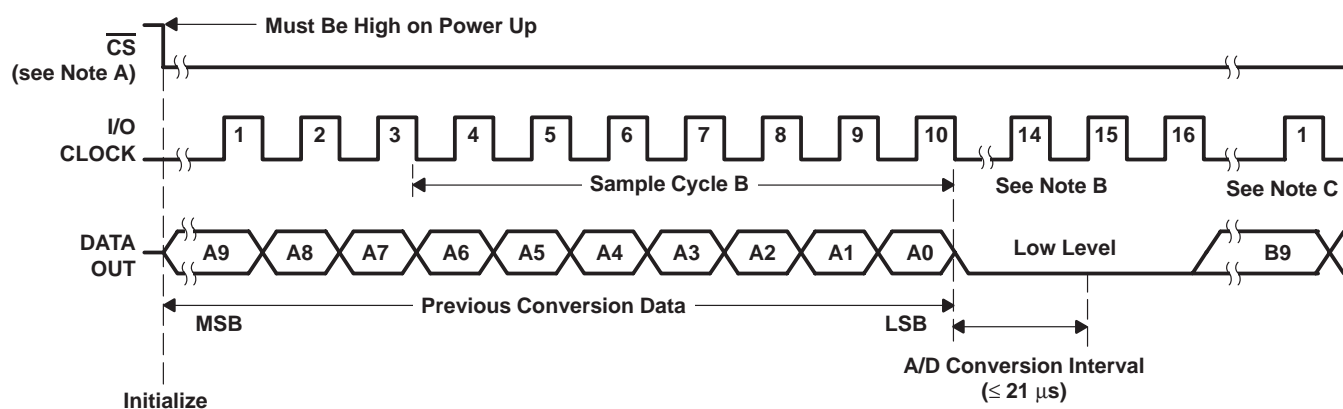 Must Be High on Power Up
CS
(see Note A)
I/O
CLOCK
1 2 3 4 5 6 7 8 9 10 14 15 16 1
Sample Cycle B
See Note B
See Note C
DATA
OUT
A9 A8 A7 A6 A5 A4 A3 A2 A1 A0 Low Level B9
Previous Conversion Data
MSB
LSB
A/D Conversion Interval
(≤ 21 μs)
Initialize